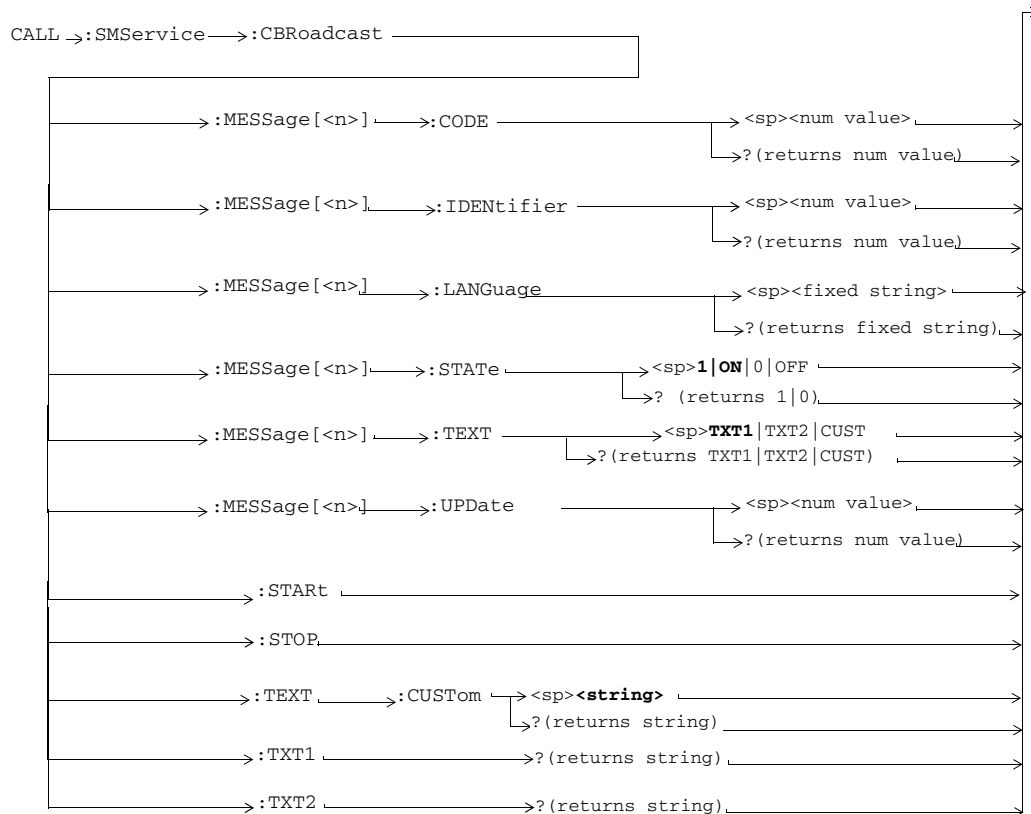 CALL :SMService :CBRoadcast
:MESSage[<n>] :CODE <sp><num value>
?(returns num value)
:MESSage[<n>] :IDENtifier <sp><num value>
?(returns num value)
:MESSage[<n>] :LANGuage <sp><fixed string>
?(returns fixed string)
:MESSage[<n>] :STATe <sp>1|ON|0|OFF
? (returns 1|0)
:MESSage[<n>] :TEXT <sp>TXT1|TXT2|CUST
?(returns TXT1|TXT2|CUST)
:MESSage[<n>] :UPDate <sp><num value>
?(returns num value)
:STARt
:STOP
:TEXT :CUSTom <sp><string>
?(returns string)
:TXT1 ?(returns string)
:TXT2 ?(returns string)